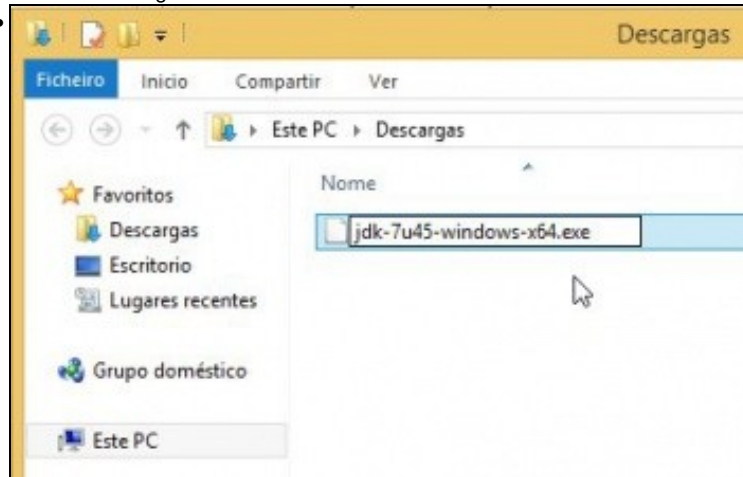 Descargas
Ficheiro Inicio Compartir Ver
Este PC Descargas
Nome
jdk-7u45-windows-x64.exe
Favoritos
Descargas
Escritorio
Lugares recentes
Grupo doméstico
Este PC